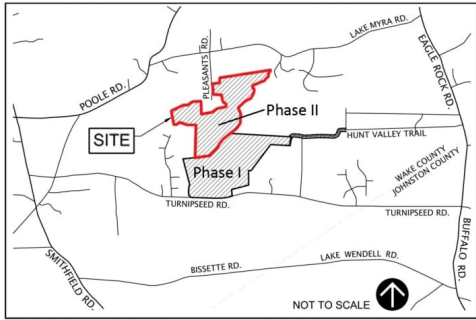 LAKE MYRA RD.
EAGLE ROCK RD.
PLEASANTS RD.
POOLE RD.
Phase II
SITE
HUNT VALLEY TRAIL
Phase I
WAKE COUNTY
JOHNSTON COUNTY
TURNIPSEED RD.
TURNIPSEED RD.
SMITHFIELD RD.
BUFFALO RD.
LAKE WENDELL RD.
BISSETTE RD.
NOT TO SCALE